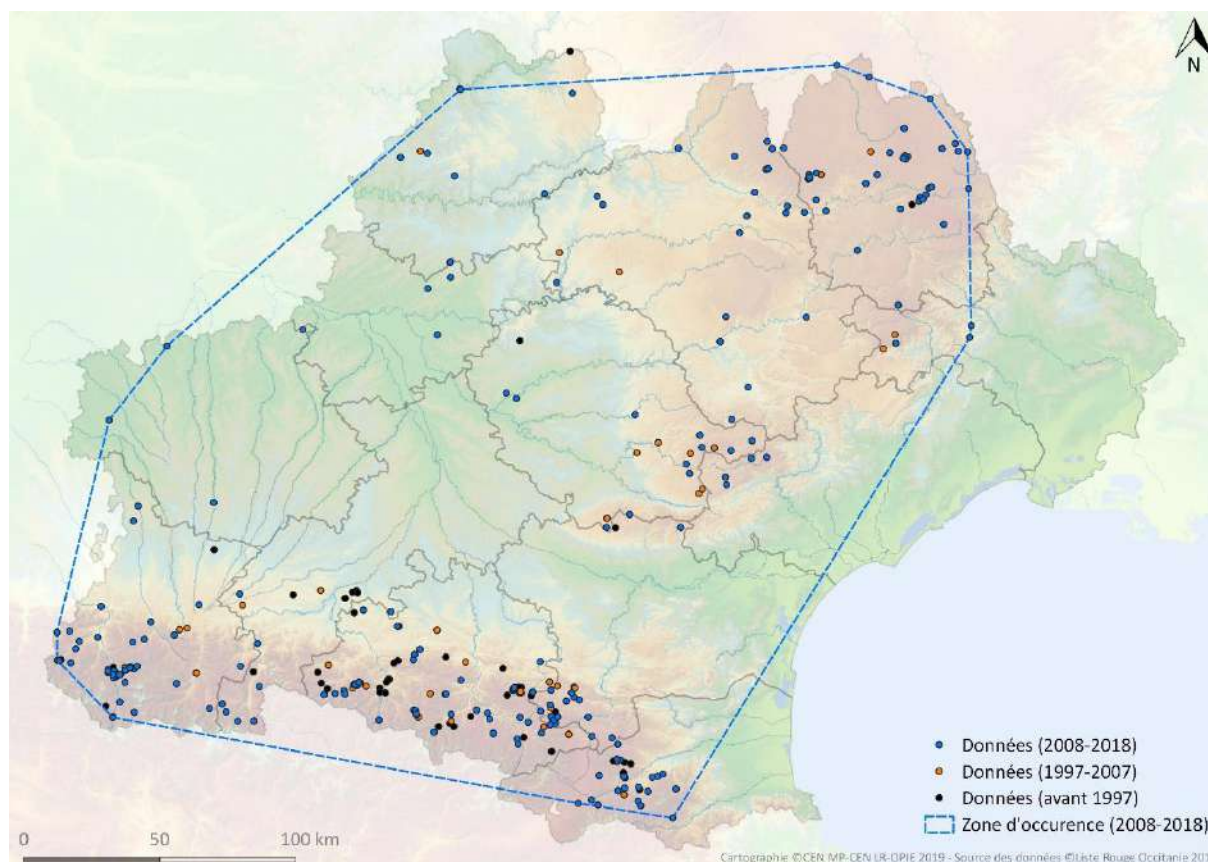 N
Données (2008-2018)
Données (1997-2007)
Données (avant 1997)
Zone d'occurence (2008-2018)
0 50 100 km
Cartographie ©CEN MP-CEN LR-OPIE 2019 - Source des données ©Liste Rouge Occitanie 201